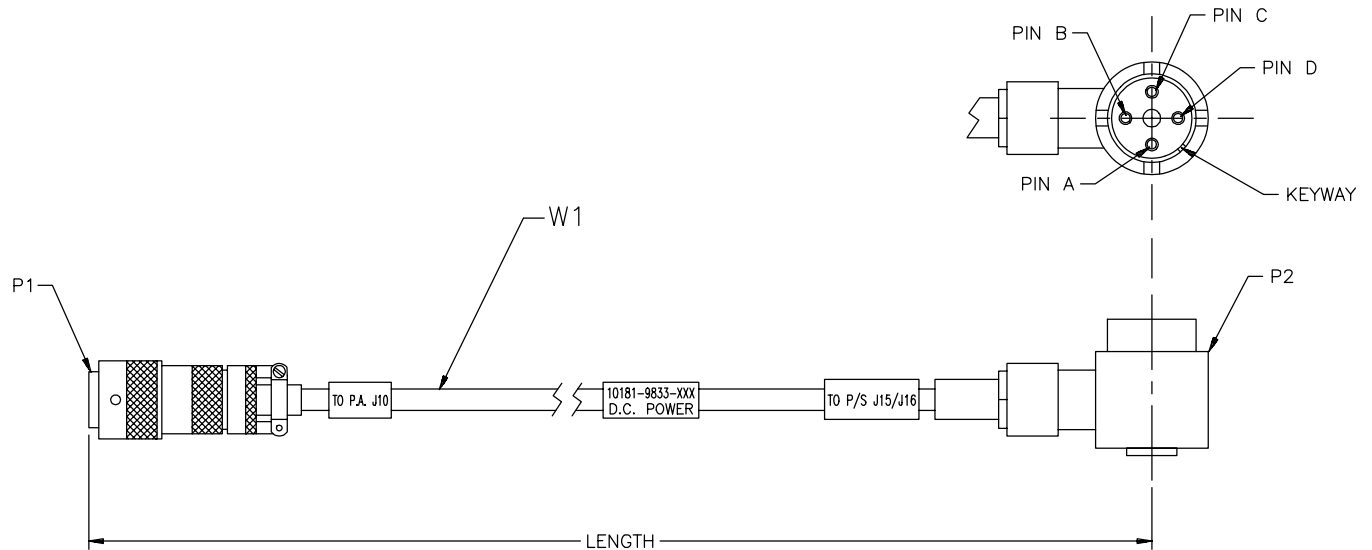 PIN C
PIN B
PIN D
PIN A
KEYWAY
W1
P1
P2
TO P.A. J10
10181-9833-XXX
D.C. POWER
TO P/S J15/J16
LENGTH